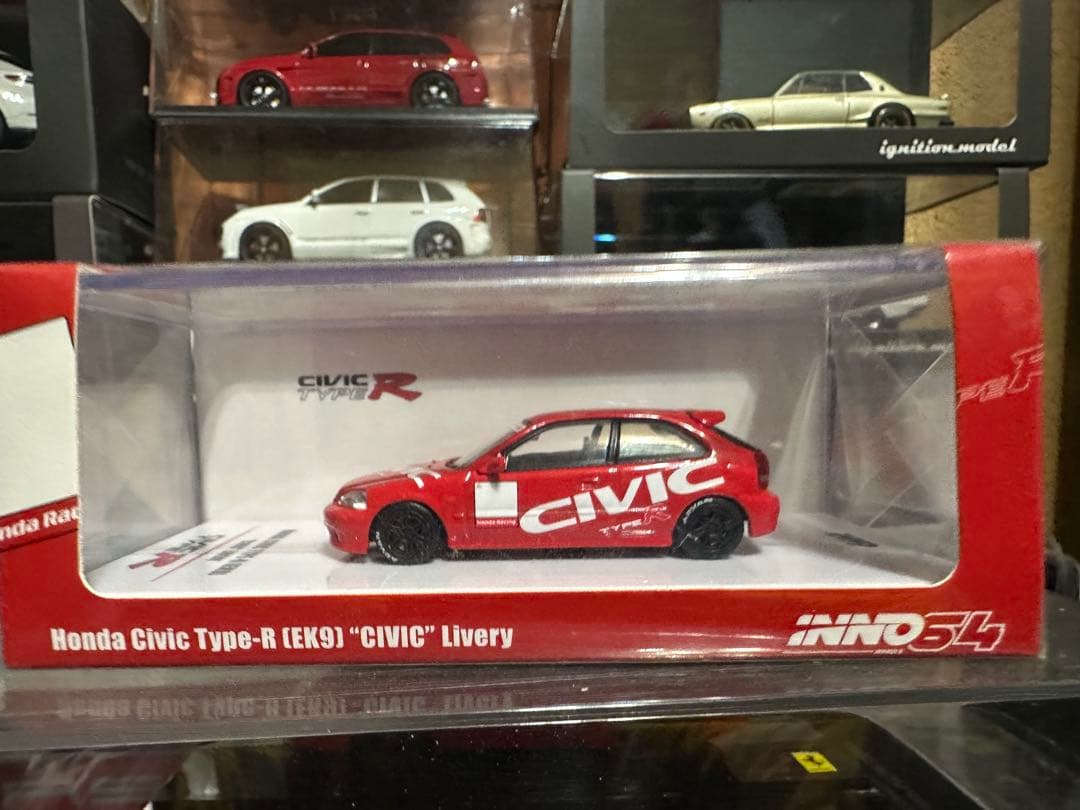 ignition model
CIVIC
TYPE R
Honda Racing
CIVIC
TYPE R
Honda Civic Type-R (EK9) “CIVIC” Livery
INNO64